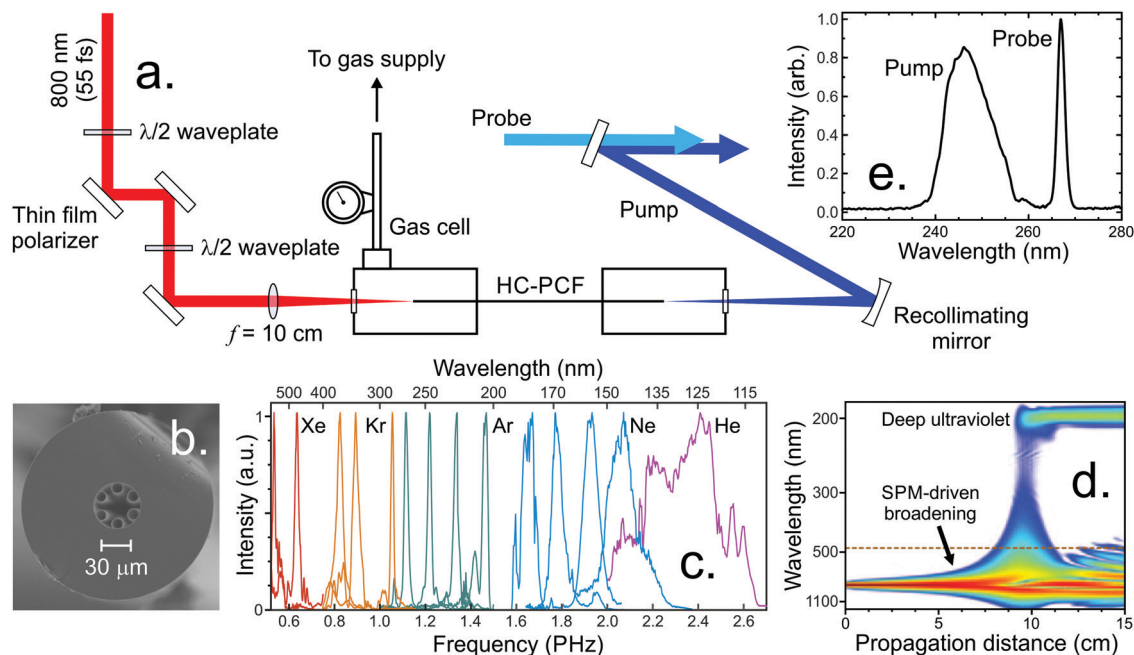 800 nm
(55 fs)
a.
λ/2 waveplate
Thin film
polarizer
λ/2 waveplate
f = 10 cm
To gas supply
Gas cell
HC-PCF
Probe
Pump
Recollimating
mirror
Intensity (arb.)
1.0
0.8
0.6
0.4
0.2
0.0
Pump
Probe
e.
220 240 260 280
Wavelength (nm)
b.
30 μm
Wavelength (nm)
500 400 300 250 200 170 150 135 125 115
Intensity (a.u.)
1
0
Xe Kr Ar Ne He
c.
0.6 0.8 1.0 1.2 1.4 1.6 1.8 2.0 2.2 2.4 2.6
Frequency (PHz)
Wavelength (nm)
200
300
500
1100
Deep ultraviolet
d.
SPM-driven
broadening
0 5 10 15
Propagation distance (cm)